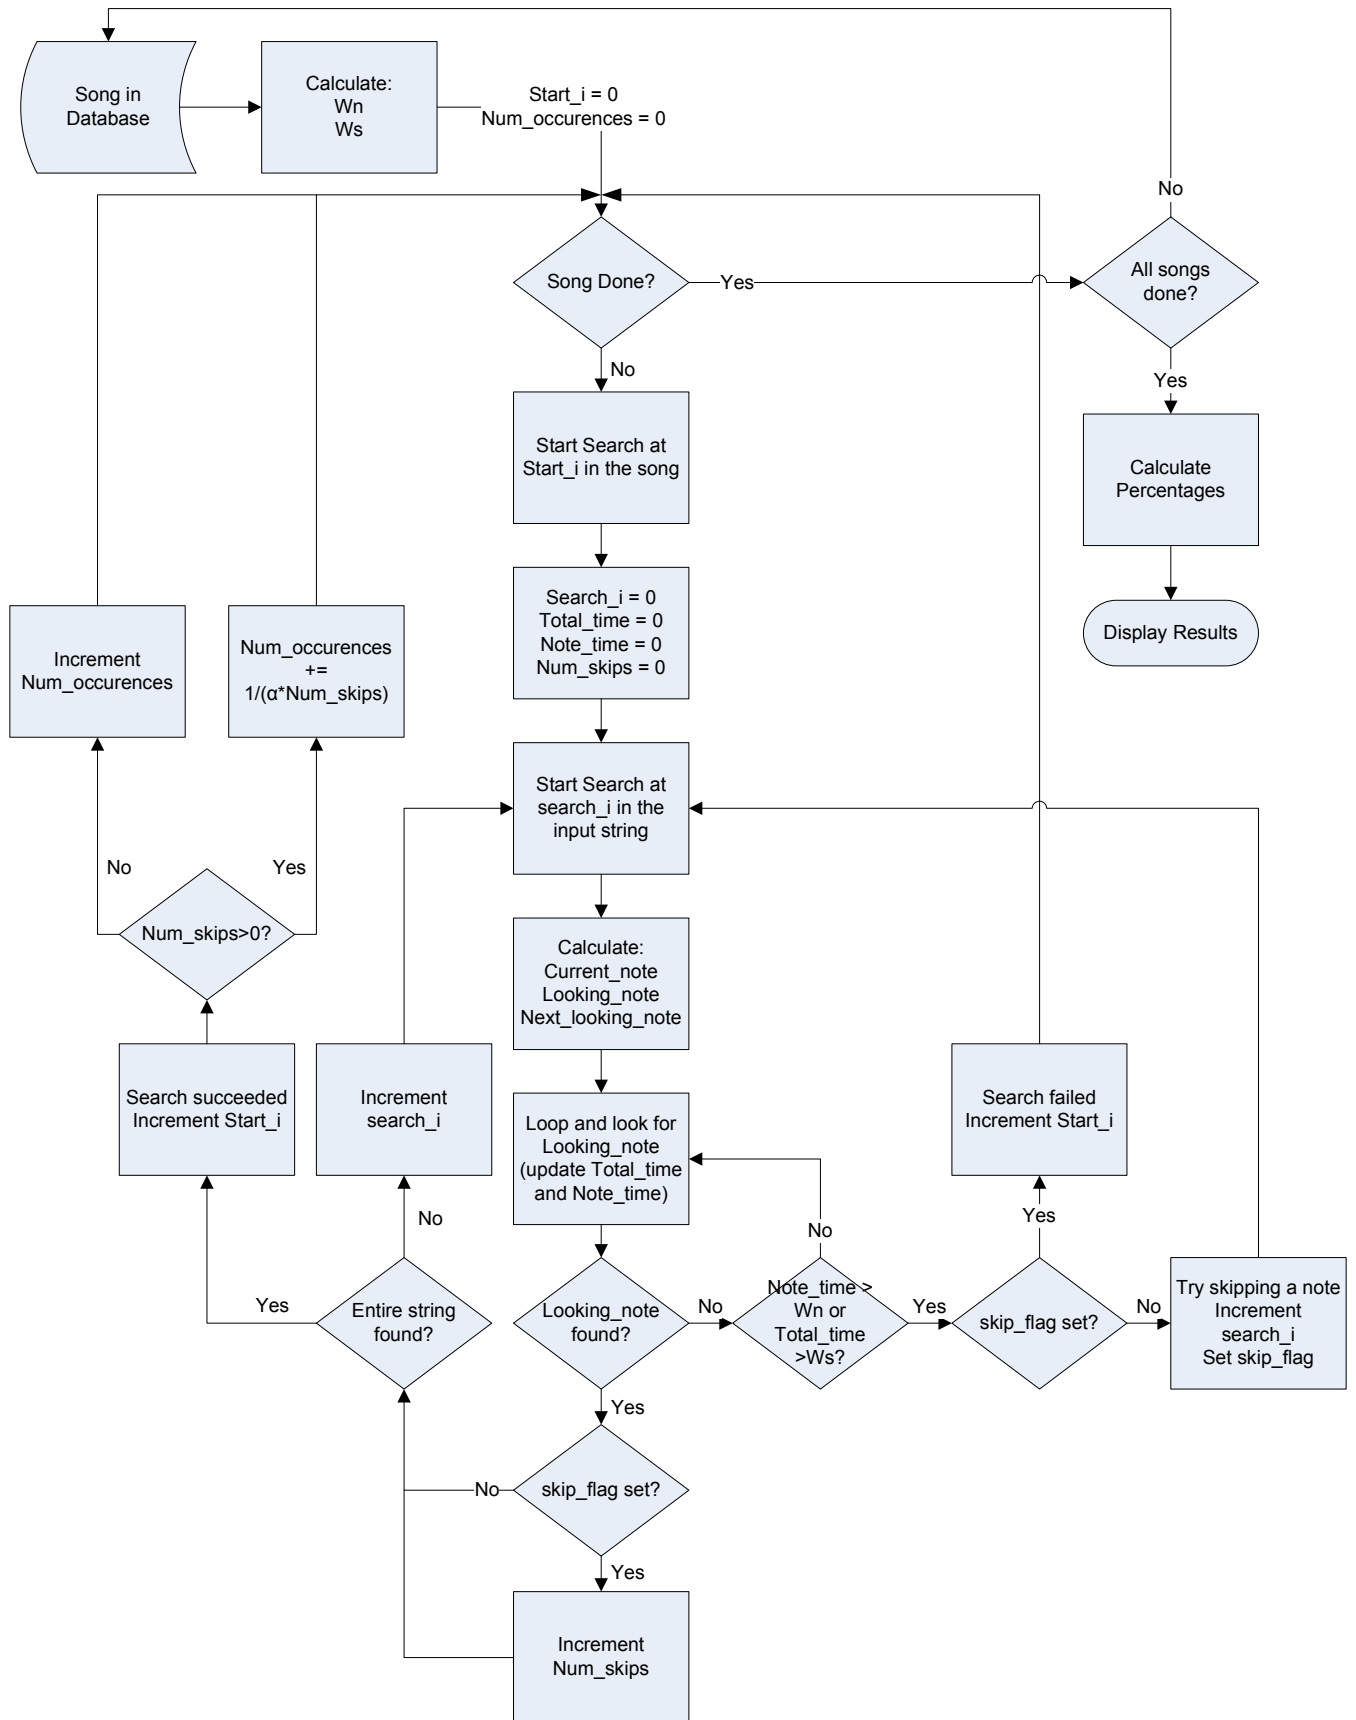 Song in
Database
Calculate:
Wn
Ws
Start_i = 0
Num_occurences = 0
No
Song Done?
Yes
All songs
done?
No
Yes
Start Search at
Start_i in the song
Calculate
Percentages
Search_i = 0
Total_time = 0
Note_time = 0
Num_skips = 0
Display Results
Increment
Num_occurences
Num_occurences
+=
1/(α*Num_skips)
Start Search at
search_i in the
input string
No
Yes
Num_skips>0?
Calculate:
Current_note
Looking_note
Next_looking_note
Search succeeded
Increment Start_i
Increment
search_i
Loop and look for
Looking_note
(update Total_time
and Note_time)
Search failed
Increment Start_i
No
No
Yes
Yes
Entire string
found?
Looking_note
found?
No
Note_time >
Wn or
Total_time
>Ws?
Yes
skip_flag set?
No
Try skipping a note
Increment
search_i
Set skip_flag
Yes
No
skip_flag set?
Yes
Increment
Num_skips